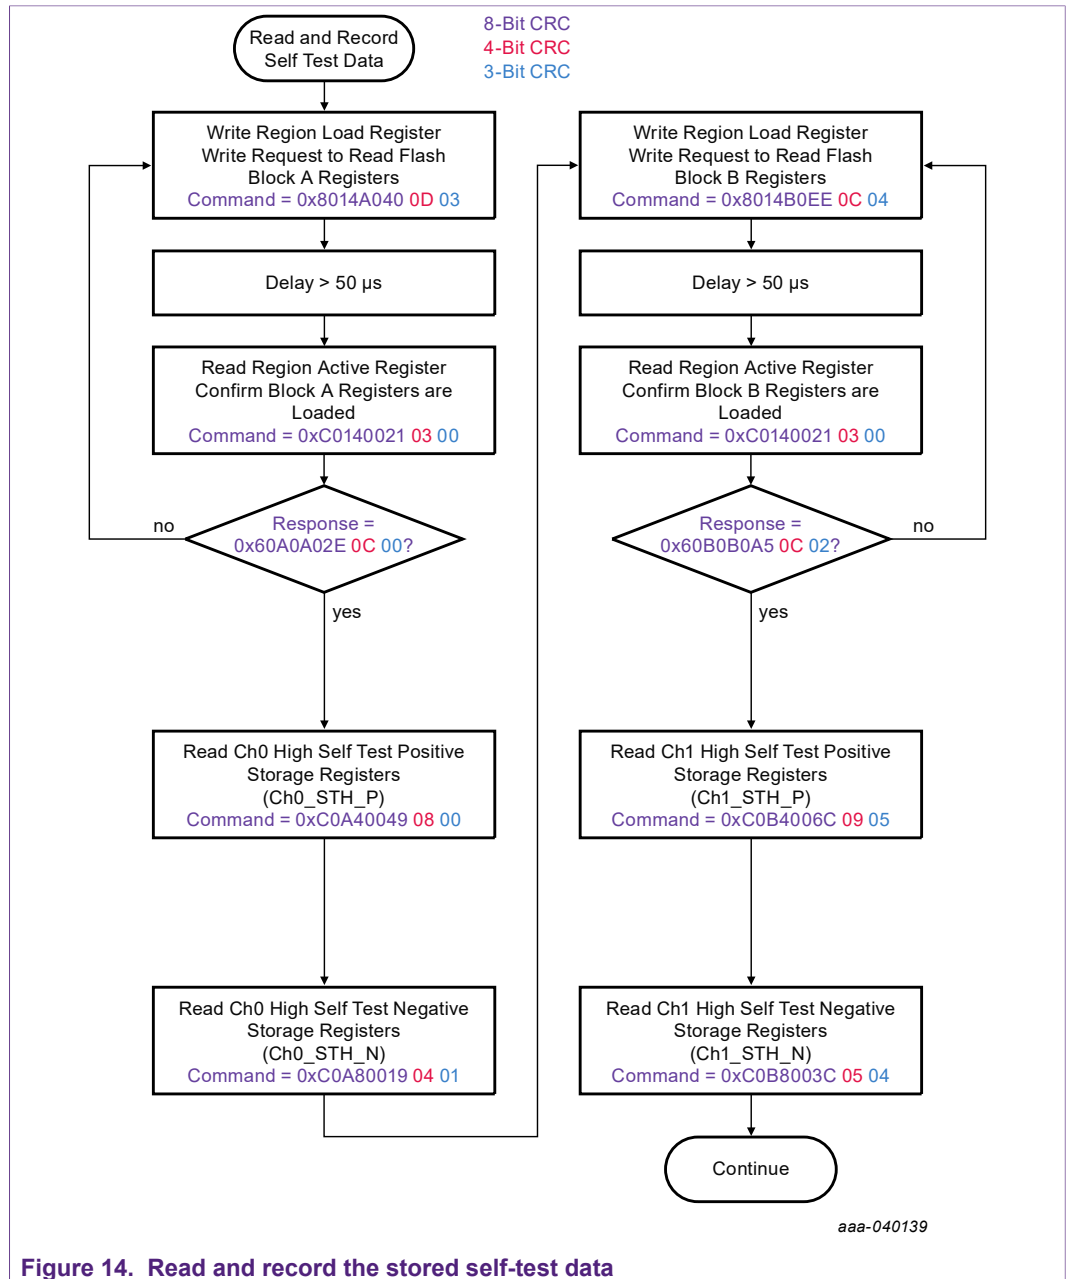 Read and Record
Self Test Data
8-Bit CRC
4-Bit CRC
3-Bit CRC
Write Region Load Register
Write Request to Read Flash
Block A Registers
Command = 0x8014A040 0D 03
Delay > 50 µs
Read Region Active Register
Confirm Block A Registers are
Loaded
Command = 0xC0140021 03 00
no
Response =
0x60A0A02E 0C 00?
yes
Read Ch0 High Self Test Positive
Storage Registers
(Ch0_STH_P)
Command = 0xC0A40049 08 00
Read Ch0 High Self Test Negative
Storage Registers
(Ch0_STH_N)
Command = 0xC0A80019 04 01
Write Region Load Register
Write Request to Read Flash
Block B Registers
Command = 0x8014B0EE 0C 04
Delay > 50 µs
Read Region Active Register
Confirm Block B Registers are
Loaded
Command = 0xC0140021 03 00
Response =
0x60B0B0A5 0C 02?
no
yes
Read Ch1 High Self Test Positive
Storage Registers
(Ch1_STH_P)
Command = 0xC0B4006C 09 05
Read Ch1 High Self Test Negative
Storage Registers
(Ch1_STH_N)
Command = 0xC0B8003C 05 04
Continue
aaa-040139
Figure 14. Read and record the stored self-test data